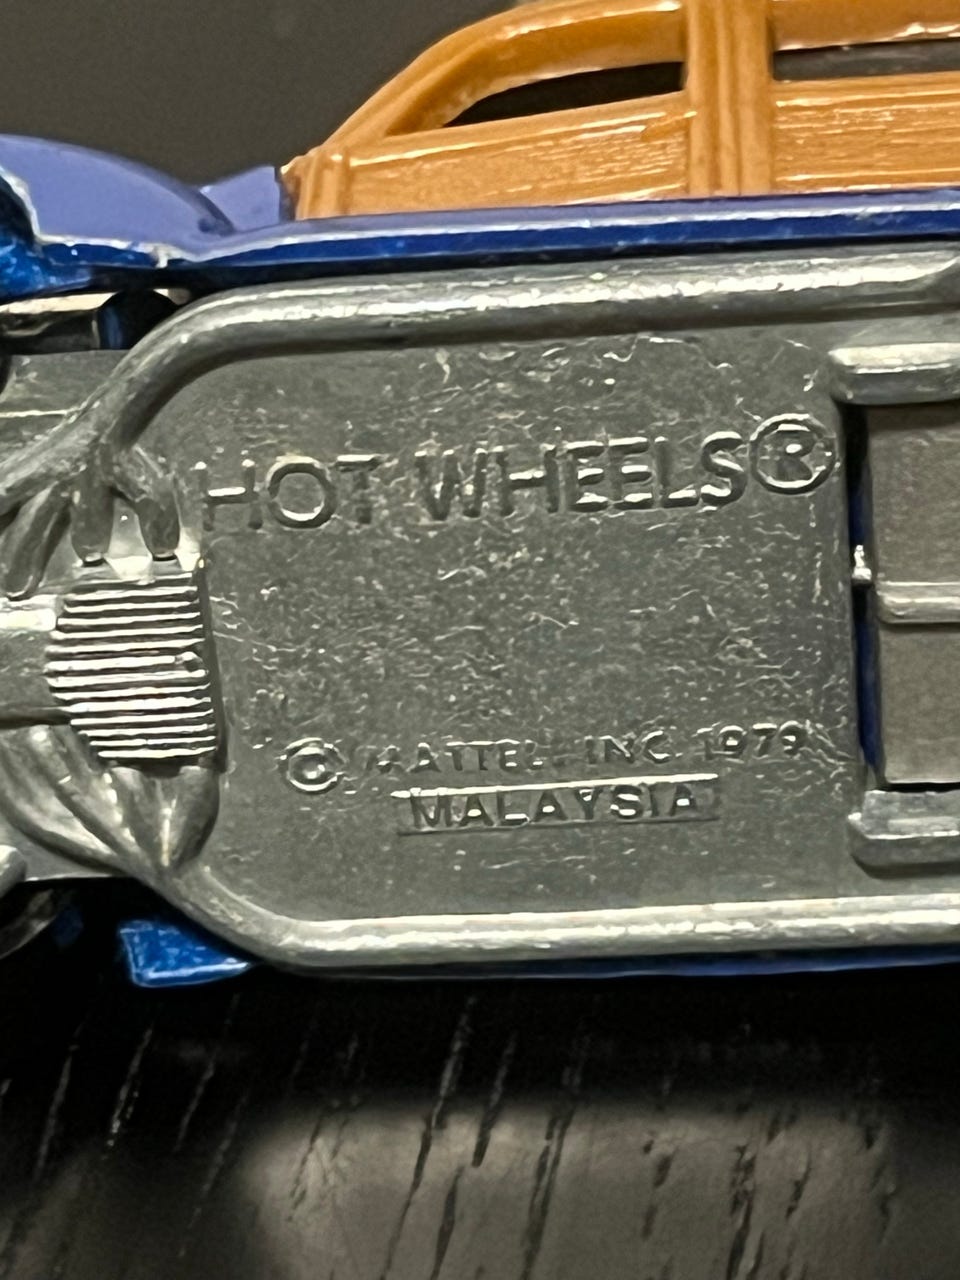 HOT WHEELS®
© MATTEL, INC. 1979
MALAYSIA